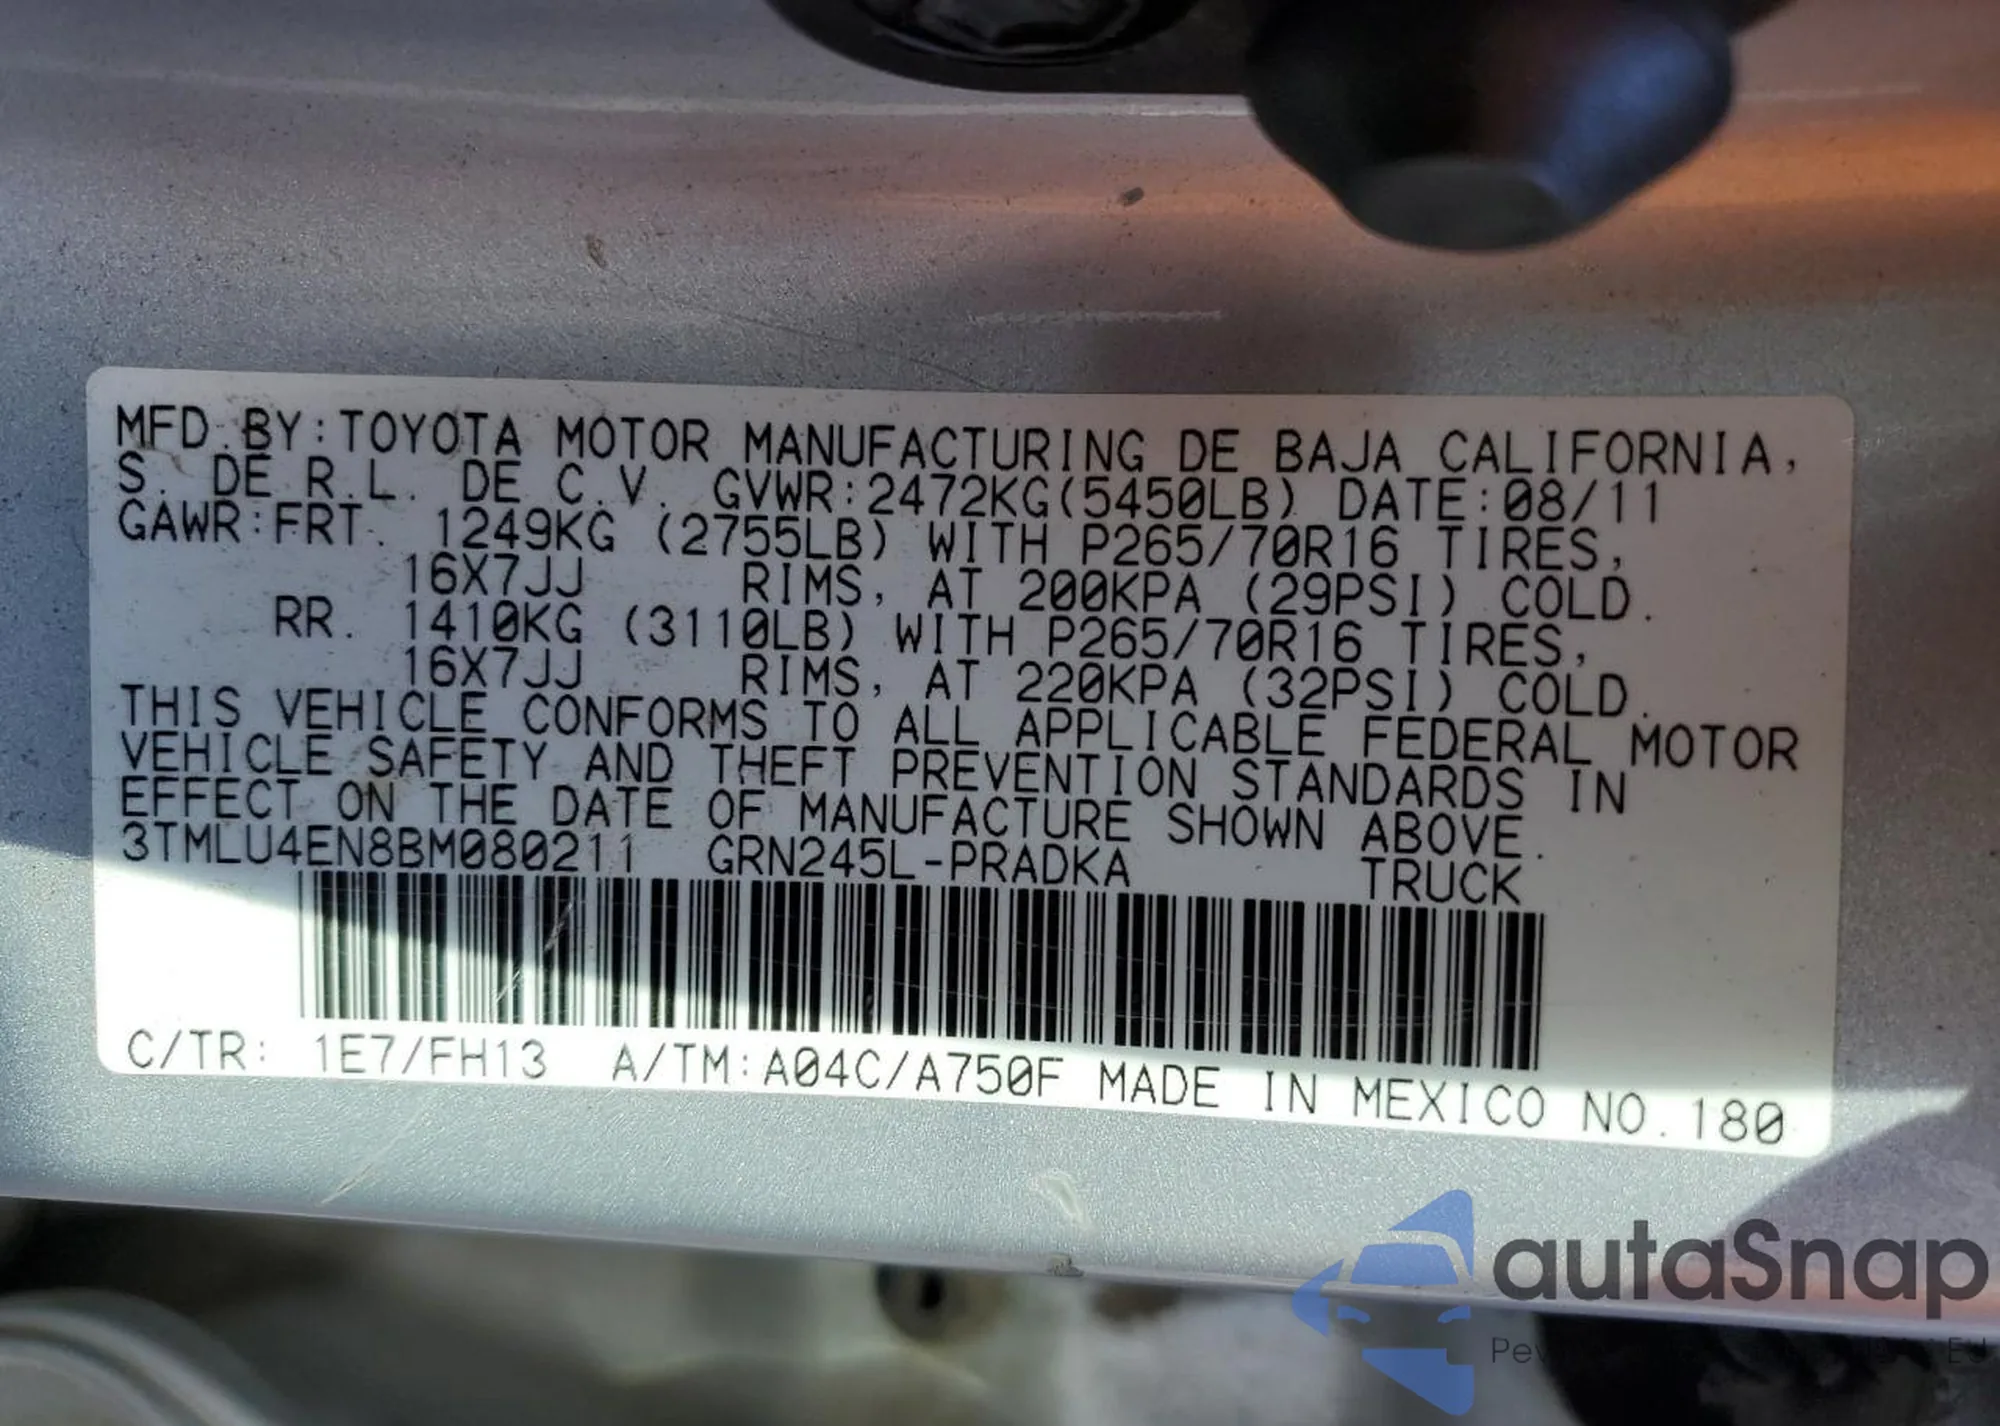 MFD.BY:TOYOTA MOTOR MANUFACTURING DE BAJA CALIFORNIA,
S. DE R.L. DE C.V. GVWR:2472KG(5450LB) DATE:08/11
GAWR:FRT. 1249KG (2755LB) WITH P265/70R16 TIRES,
16X7JJ RIMS, AT 200KPA (29PSI) COLD.
RR. 1410KG (3110LB) WITH P265/70R16 TIRES,
16X7JJ RIMS, AT 220KPA (32PSI) COLD.
THIS VEHICLE CONFORMS TO ALL APPLICABLE FEDERAL MOTOR
VEHICLE SAFETY AND THEFT PREVENTION STANDARDS IN
EFFECT ON THE DATE OF MANUFACTURE SHOWN ABOVE.
3TMLU4EN8BM080211 GRN245L-PRADKA TRUCK
C/TR: 1E7/FH13 A/TM:A04C/A750F MADE IN MEXICO NO.180
autaSnap